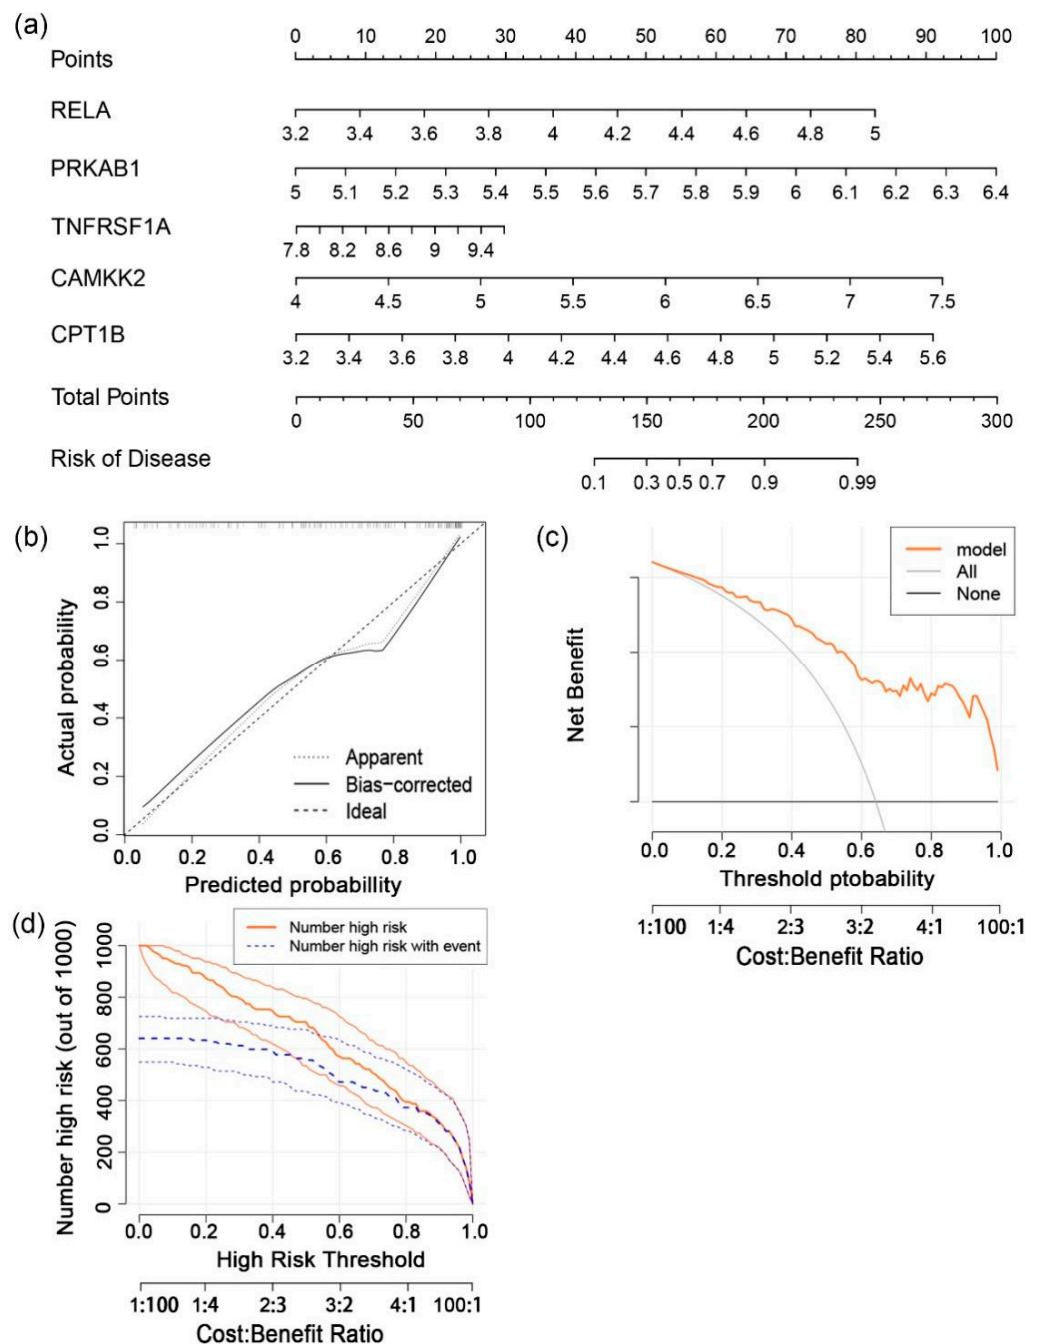 (a)
0 10 20 30 40 50 60 70 80 90 100
Points
RELA
3.2 3.4 3.6 3.8 4 4.2 4.4 4.6 4.8 5
PRKAB1
5 5.1 5.2 5.3 5.4 5.5 5.6 5.7 5.8 5.9 6 6.1 6.2 6.3 6.4
TNFRSF1A
7.8 8.2 8.6 9 9.4
CAMKK2
4 4.5 5 5.5 6 6.5 7 7.5
CPT1B
3.2 3.4 3.6 3.8 4 4.2 4.4 4.6 4.8 5 5.2 5.4 5.6
Total Points
0 50 100 150 200 250 300
Risk of Disease
0.1 0.3 0.5 0.7 0.9 0.99
(b)
Actual probability
1.0
0.8
0.6
0.4
0.2
0.0
Apparent
Bias-corrected
Ideal
0.0 0.2 0.4 0.6 0.8 1.0
Predicted probabillity
(c)
model
All
None
Net Benefit
0.0 0.2 0.4 0.6 0.8 1.0
Threshold ptobability
1:100 1:4 2:3 3:2 4:1 100:1
Cost:Benefit Ratio
(d)
Number high risk
Number high risk with event
Number high risk (out of 1000)
1000
800
600
400
200
0
0.0 0.2 0.4 0.6 0.8 1.0
High Risk Threshold
1:100 1:4 2:3 3:2 4:1 100:1
Cost:Benefit Ratio